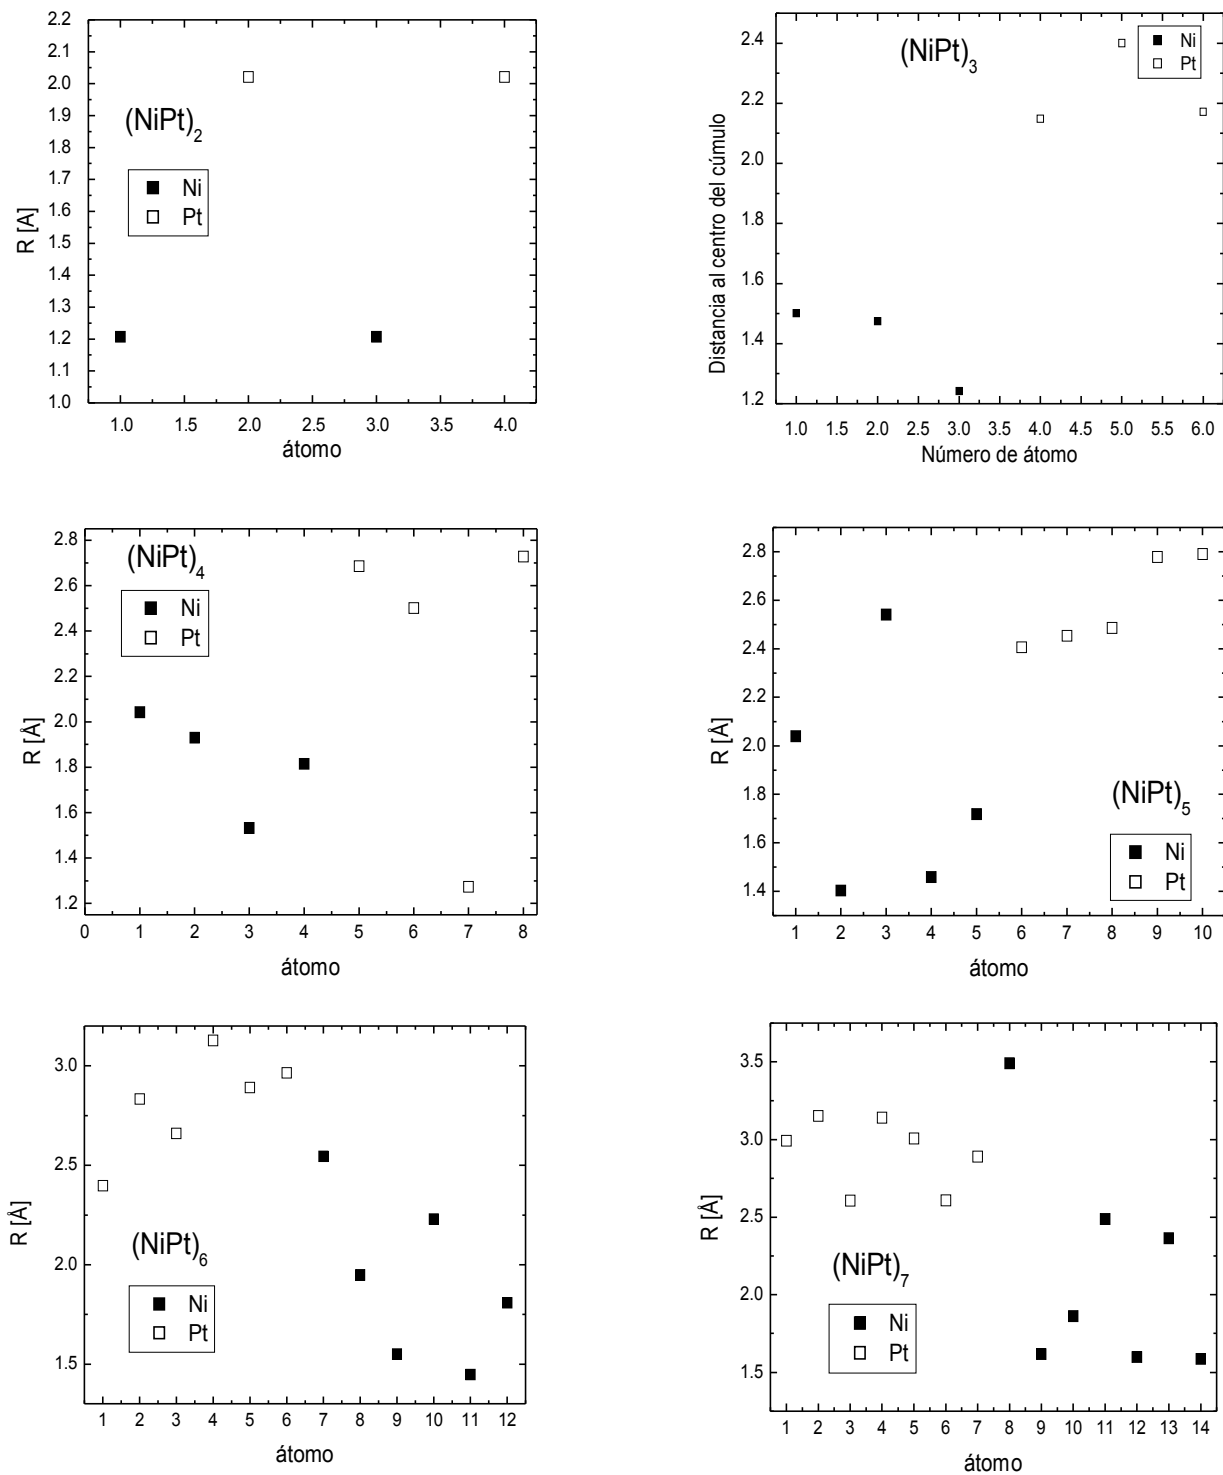 2.2
2.1
2.0
1.9
1.8
1.7
1.6
1.5
1.4
1.3
1.2
1.1
1.0
R [A]
(NiPt)2
Ni
Pt
1.0 1.5 2.0 2.5 3.0 3.5 4.0
átomo
2.4
2.2
2.0
1.8
1.6
1.4
1.2
Distancia al centro del cúmulo
(NiPt)3
Ni
Pt
1.0 1.5 2.0 2.5 3.0 3.5 4.0 4.5 5.0 5.5 6.0
Número de átomo
2.8
2.6
2.4
2.2
2.0
1.8
1.6
1.4
1.2
R [Å]
(NiPt)4
Ni
Pt
0 1 2 3 4 5 6 7 8
átomo
2.8
2.6
2.4
2.2
2.0
1.8
1.6
1.4
R [Å]
(NiPt)5
Ni
Pt
1 2 3 4 5 6 7 8 9 10
átomo
3.0
2.5
2.0
1.5
R [Å]
(NiPt)6
Ni
Pt
1 2 3 4 5 6 7 8 9 10 11 12
átomo
3.5
3.0
2.5
2.0
1.5
R [Å]
(NiPt)7
Ni
Pt
1 2 3 4 5 6 7 8 9 10 11 12 13 14
átomo